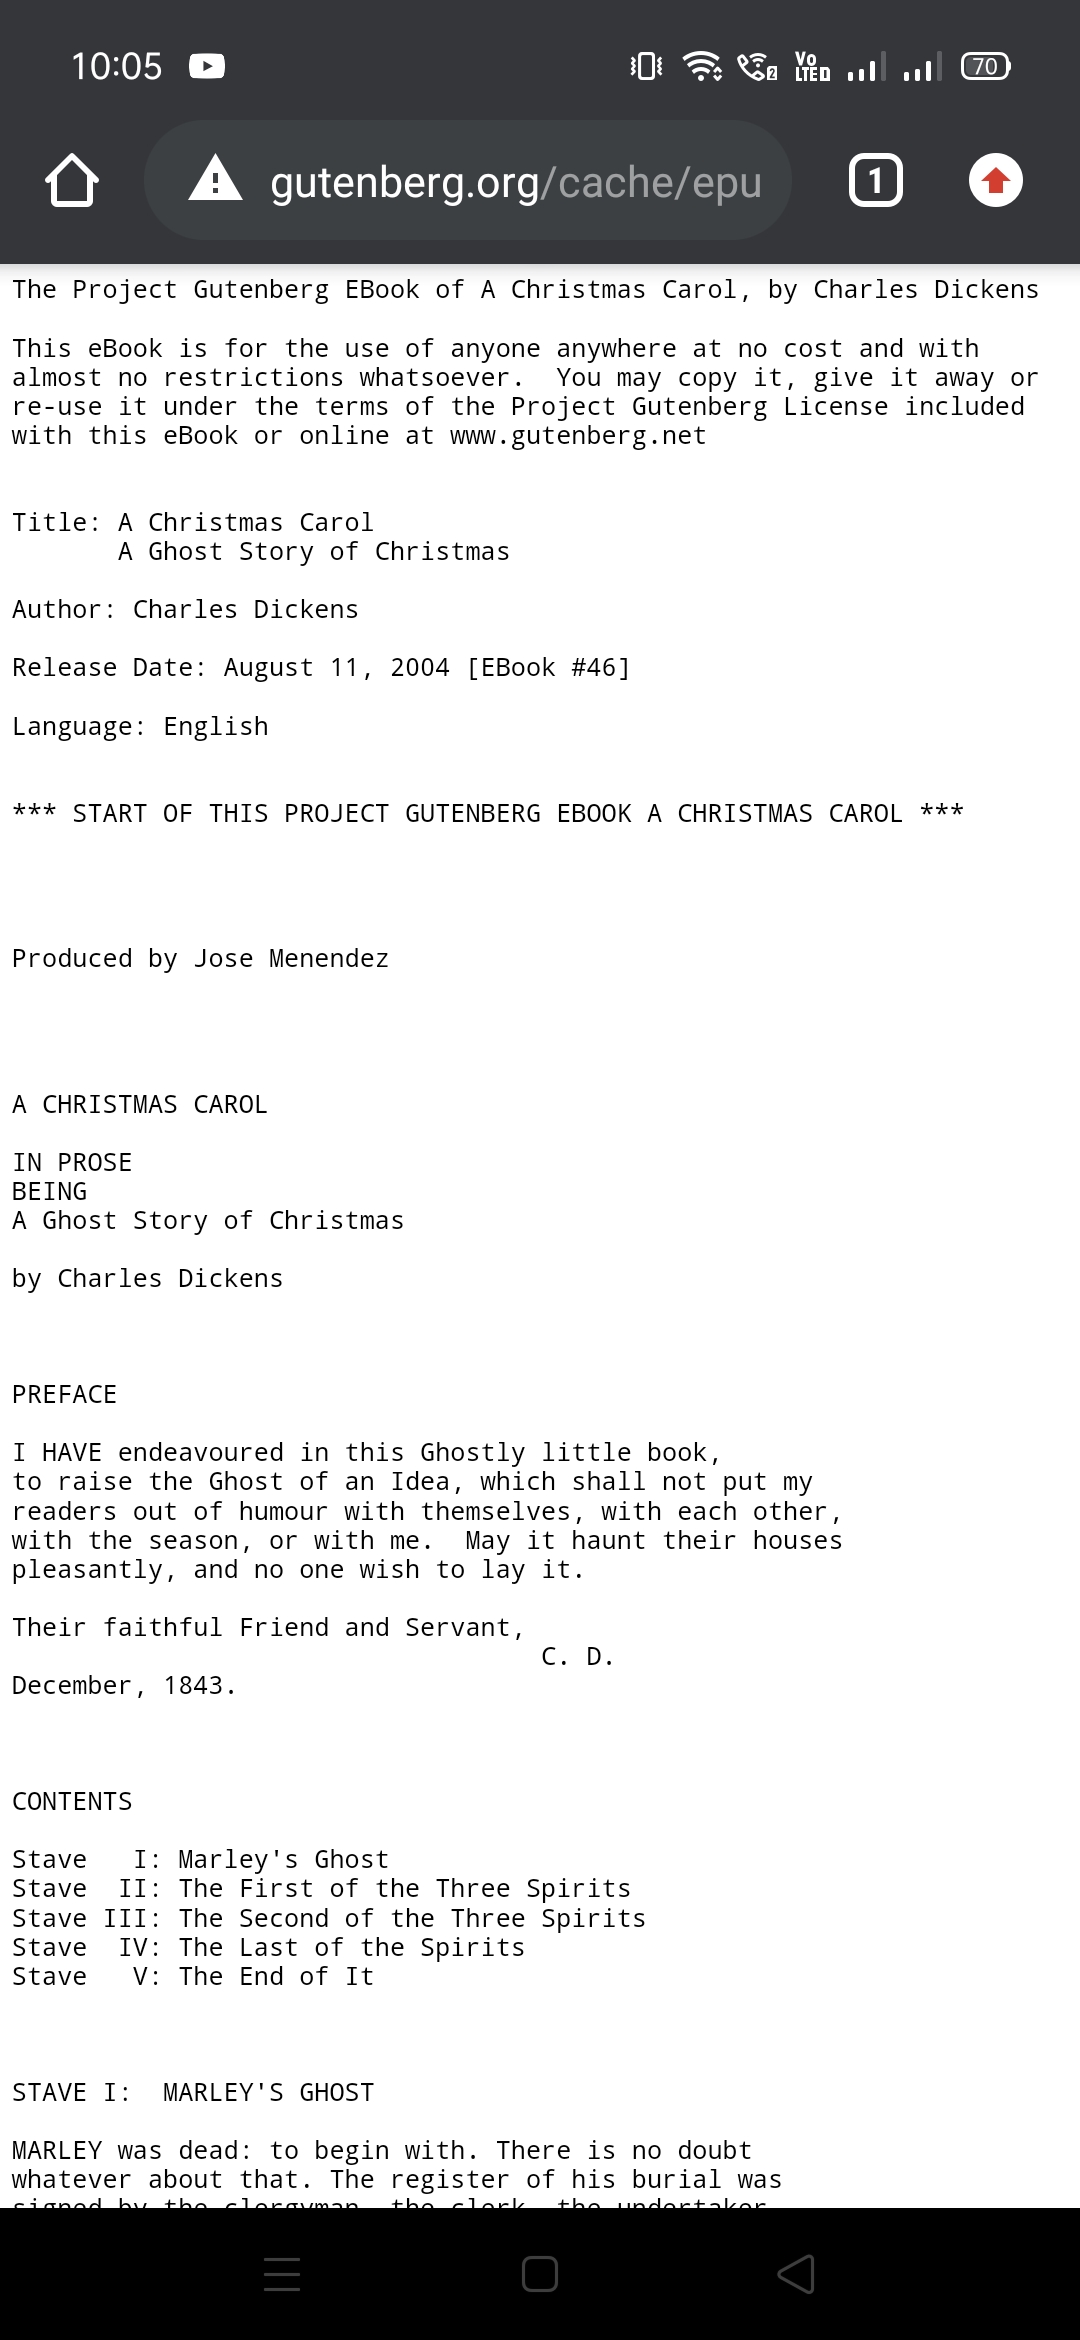 10:05
Vo
LTE D
2
70
gutenberg.org/cache/epu
1
The Project Gutenberg EBook of A Christmas Carol, by Charles Dickens
This eBook is for the use of anyone anywhere at no cost and with
almost no restrictions whatsoever.  You may copy it, give it away or
re-use it under the terms of the Project Gutenberg License included
with this eBook or online at www.gutenberg.net
Title: A Christmas Carol
A Ghost Story of Christmas
Author: Charles Dickens
Release Date: August 11, 2004 [EBook #46]
Language: English
*** START OF THIS PROJECT GUTENBERG EBOOK A CHRISTMAS CAROL ***
Produced by Jose Menendez
A CHRISTMAS CAROL
IN PROSE
BEING
A Ghost Story of Christmas
by Charles Dickens
PREFACE
I HAVE endeavoured in this Ghostly little book,
to raise the Ghost of an Idea, which shall not put my
readers out of humour with themselves, with each other,
with the season, or with me.  May it haunt their houses
pleasantly, and no one wish to lay it.
Their faithful Friend and Servant,
C. D.
December, 1843.
CONTENTS
Stave   I: Marley's Ghost
Stave  II: The First of the Three Spirits
Stave III: The Second of the Three Spirits
Stave  IV: The Last of the Spirits
Stave   V: The End of It
STAVE I:  MARLEY'S GHOST
MARLEY was dead: to begin with. There is no doubt
whatever about that. The register of his burial was
signed by the clergyman, the clerk, the undertaker,